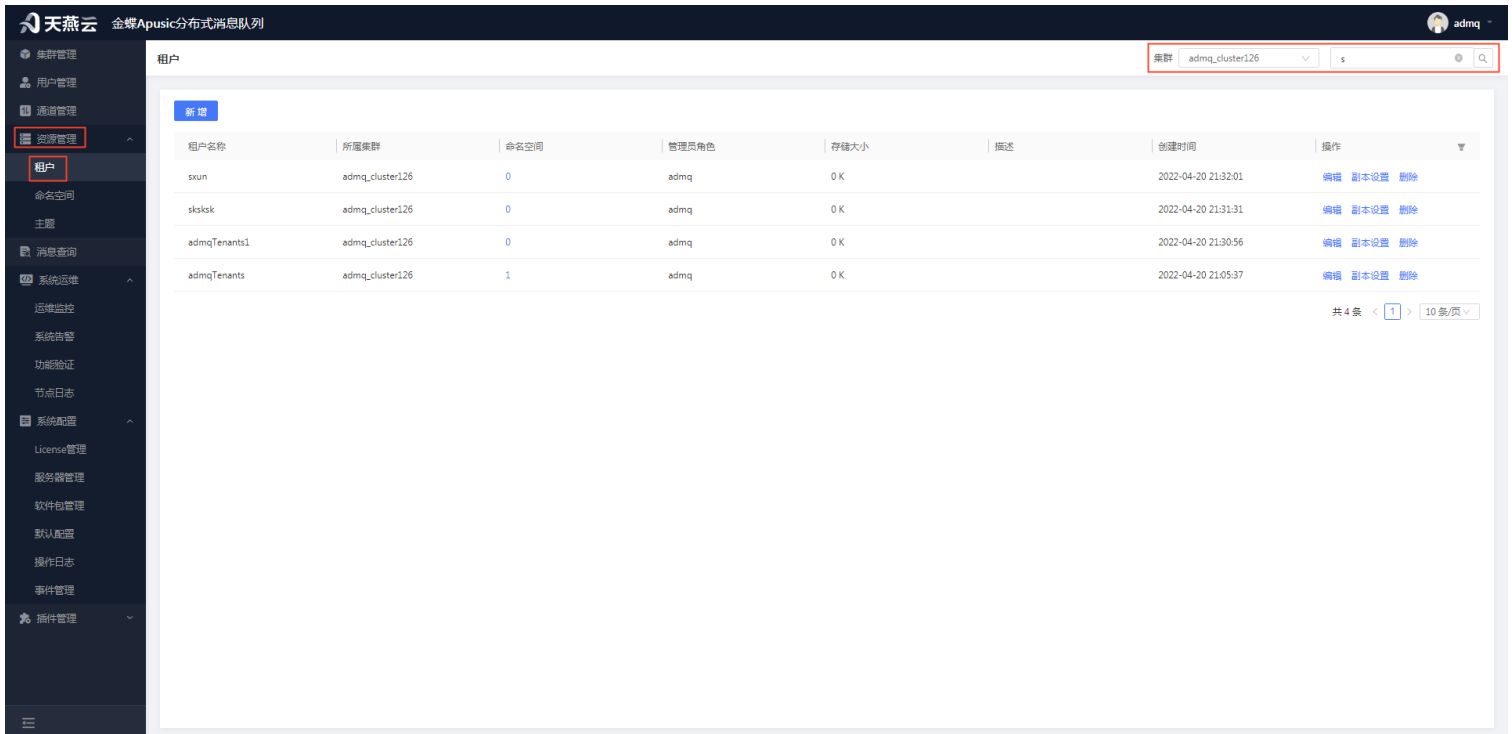 天燕云 金蝶Apusic分布式消息队列
admq
集群管理
用户管理
通道管理
资源管理
租户
命名空间
主题
消息查询
系统运维
运维监控
系统告警
功能验证
节点日志
系统配置
License管理
服务器管理
软件包管理
默认配置
操作日志
事件管理
插件管理
租户
集群 admq_cluster126 s
新增
租户名称 所属集群 命名空间 管理员角色 存储大小 描述 创建时间 操作
sxun admq_cluster126 0 admq 0 K 2022-04-20 21:32:01 编辑 副本设置 删除
sksksk admq_cluster126 0 admq 0 K 2022-04-20 21:31:31 编辑 副本设置 删除
admqTenants1 admq_cluster126 0 admq 0 K 2022-04-20 21:30:56 编辑 副本设置 删除
admqTenants admq_cluster126 1 admq 0 K 2022-04-20 21:05:37 编辑 副本设置 删除
共 4 条 < 1 > 10 条/页